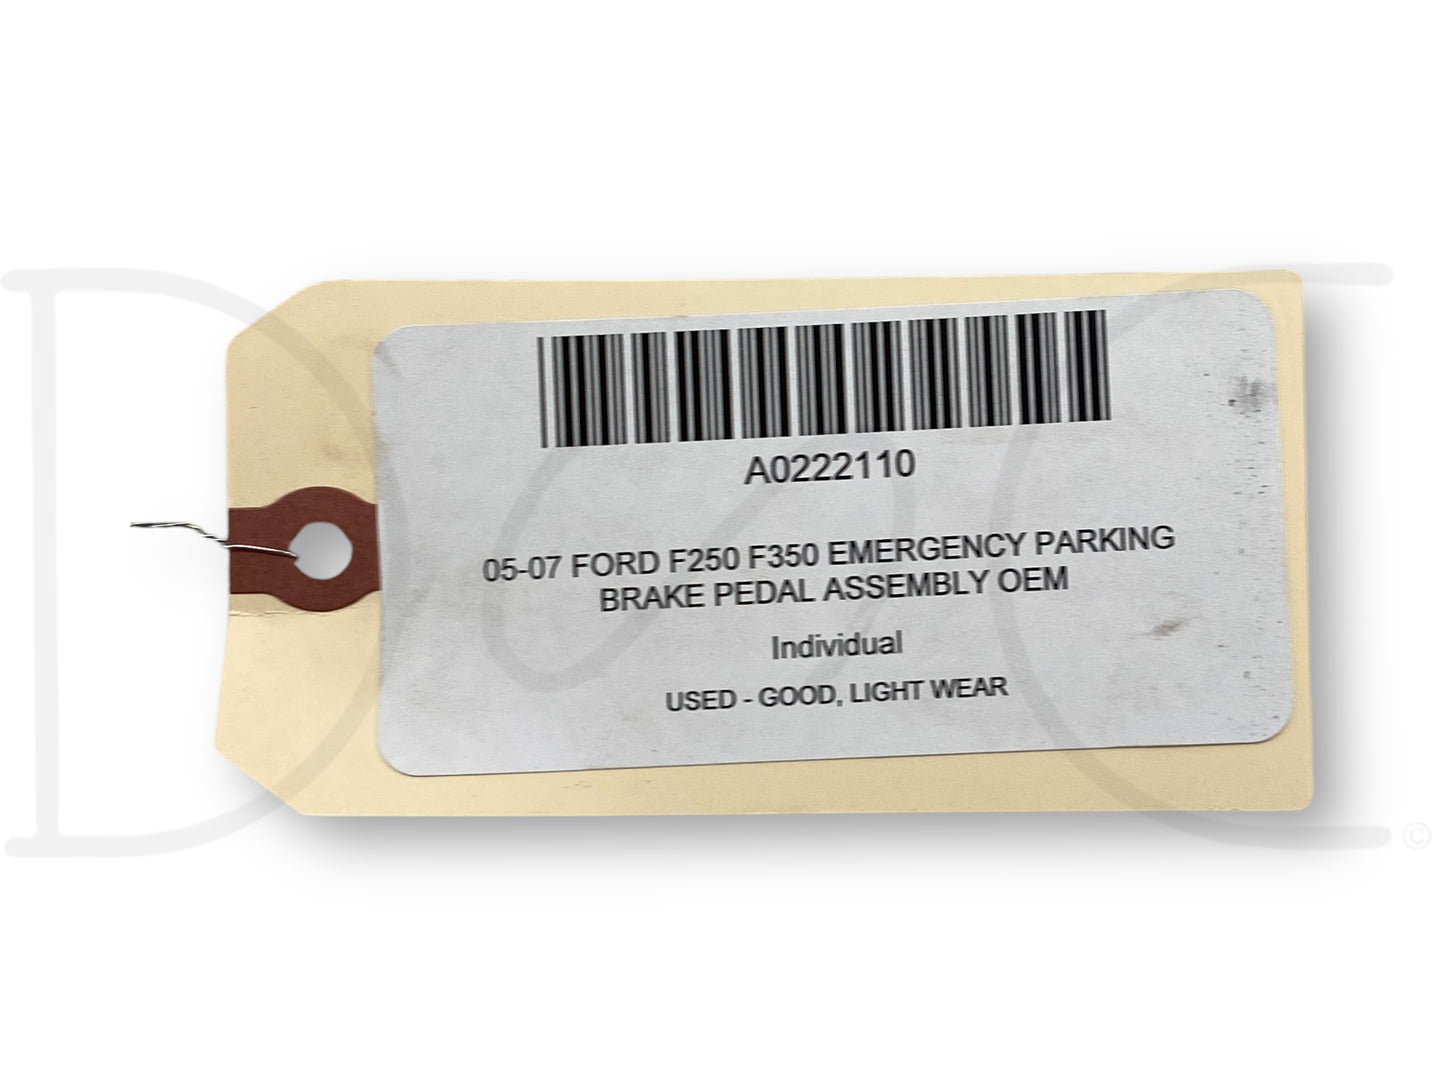 A0222110
05-07 FORD F250 F350 EMERGENCY PARKING
BRAKE PEDAL ASSEMBLY OEM
Individual
USED - GOOD, LIGHT WEAR
©